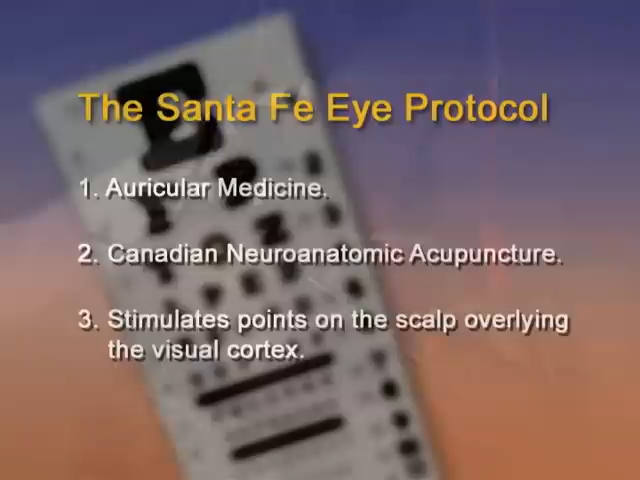 The Santa Fe Eye Protocol
1. Auricular Medicine.
2. Canadian Neuroanatomic Acupuncture.
3. Stimulates points on the scalp overlying
the visual cortex.